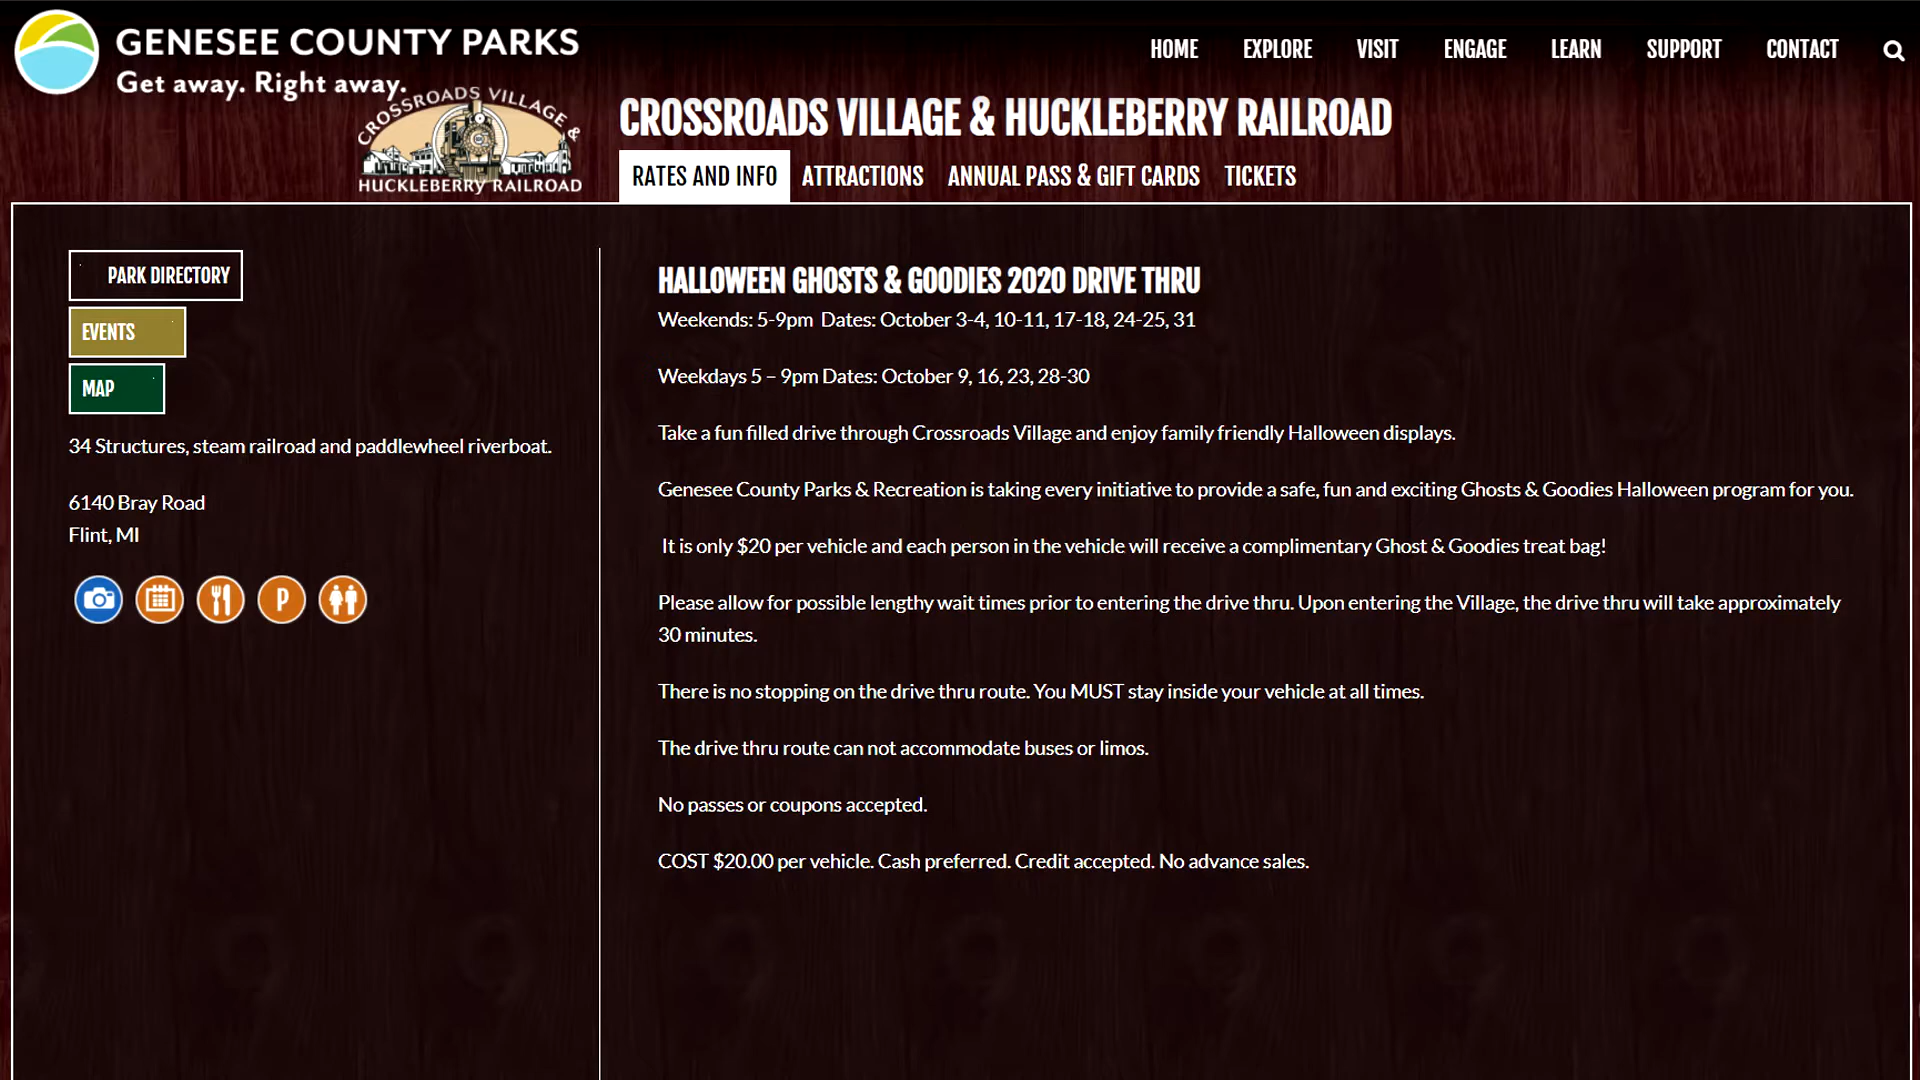 GENESEE COUNTY PARKS
Get away. Right away.
HOME EXPLORE VISIT ENGAGE LEARN SUPPORT CONTACT
CROSSROADS VILLAGE &
HUCKLEBERRY RAILROAD
CROSSROADS VILLAGE & HUCKLEBERRY RAILROAD
RATES AND INFO ATTRACTIONS ANNUAL PASS & GIFT CARDS TICKETS
PARK DIRECTORY
EVENTS
MAP
34 Structures, steam railroad and paddlewheel riverboat.
6140 Bray Road
Flint, MI
P
HALLOWEEN GHOSTS & GOODIES 2020 DRIVE THRU
Weekends: 5-9pm  Dates: October 3-4, 10-11, 17-18, 24-25, 31
Weekdays 5 – 9pm Dates: October 9, 16, 23, 28-30
Take a fun filled drive through Crossroads Village and enjoy family friendly Halloween displays.
Genesee County Parks & Recreation is taking every initiative to provide a safe, fun and exciting Ghosts & Goodies Halloween program for you.
It is only $20 per vehicle and each person in the vehicle will receive a complimentary Ghost & Goodies treat bag!
Please allow for possible lengthy wait times prior to entering the drive thru. Upon entering the Village, the drive thru will take approximately
30 minutes.
There is no stopping on the drive thru route. You MUST stay inside your vehicle at all times.
The drive thru route can not accommodate buses or limos.
No passes or coupons accepted.
COST $20.00 per vehicle. Cash preferred. Credit accepted. No advance sales.